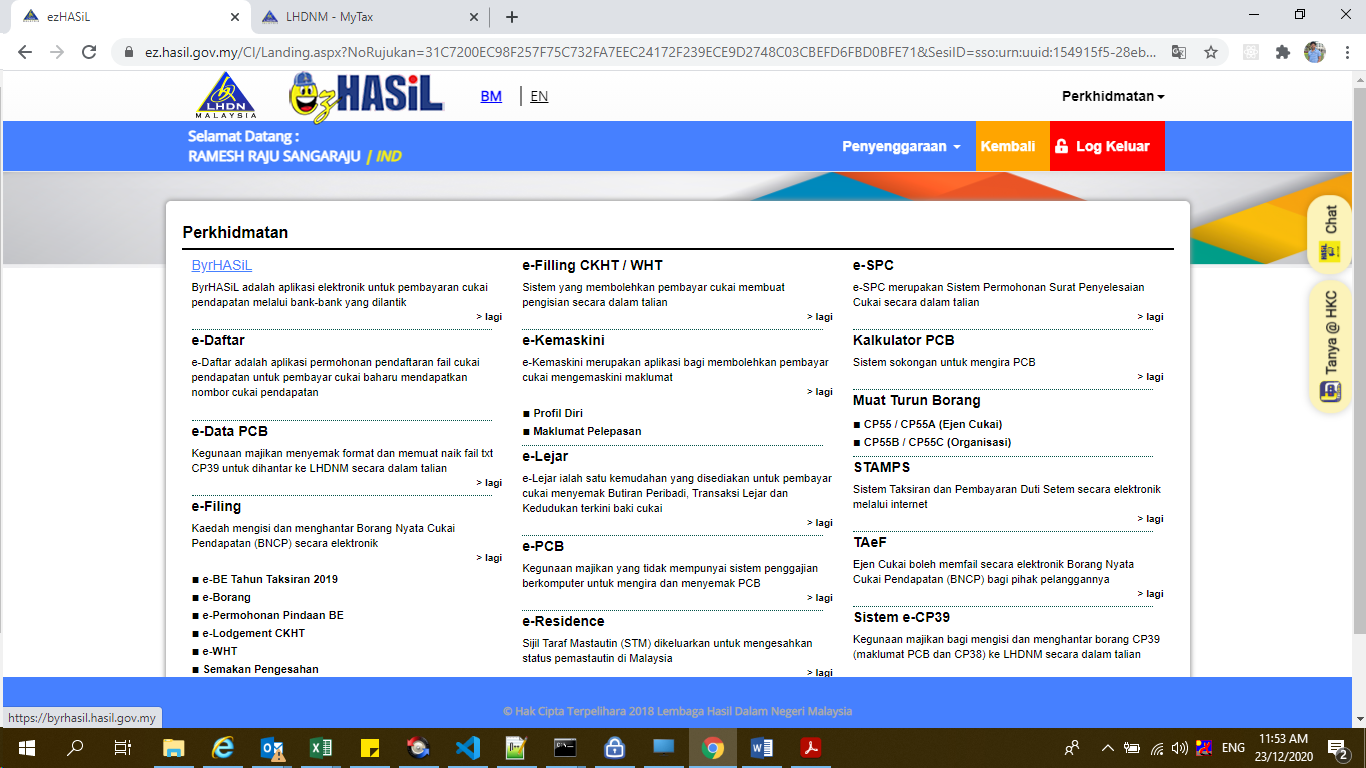 ezHASiL
LHDNM - MyTax
ez.hasil.gov.my/CI/Landing.aspx?NoRujukan=31C7200EC98F257F75C732FA7EEC24172F239ECE9D2748C03CBEFD6FBD0BFE71&SesiID=sso:urn:uuid:154915f5-28eb...
LHDN
MALAYSIA
ezHASiL
BM | EN
Perkhidmatan
Selamat Datang :
RAMESH RAJU SANGARAJU / IND
Penyenggaraan
Kembali
Log Keluar
Chat
Tanya @ HKC
Perkhidmatan
ByrHASiL
ByrHASiL adalah aplikasi elektronik untuk pembayaran cukai
pendapatan melalui bank-bank yang dilantik
> lagi
e-Daftar
e-Daftar adalah aplikasi permohonan pendaftaran fail cukai
pendapatan untuk pembayar cukai baharu mendapatkan
nombor cukai pendapatan
e-Data PCB
Kegunaan majikan menyemak format dan memuat naik fail txt
CP39 untuk dihantar ke LHDNM secara dalam talian
> lagi
e-Filing
Kaedah mengisi dan menghantar Borang Nyata Cukai
Pendapatan (BNCP) secara elektronik
> lagi
■ e-BE Tahun Taksiran 2019
■ e-Borang
■ e-Permohonan Pindaan BE
■ e-Lodgement CKHT
■ e-WHT
■ Semakan Pengesahan
e-Filling CKHT / WHT
Sistem yang membolehkan pembayar cukai membuat
pengisian secara dalam talian
> lagi
e-Kemaskini
e-Kemaskini merupakan aplikasi bagi membolehkan pembayar
cukai mengemaskini maklumat
> lagi
■ Profil Diri
■ Maklumat Pelepasan
e-Lejar
e-Lejar ialah satu kemudahan yang disediakan untuk pembayar
cukai menyemak Butiran Peribadi, Transaksi Lejar dan
Kedudukan terkini baki cukai
> lagi
e-PCB
Kegunaan majikan yang tidak mempunyai sistem penggajian
berkomputer untuk mengira dan menyemak PCB
> lagi
e-Residence
Sijil Taraf Mastautin (STM) dikeluarkan untuk mengesahkan
status pemastautin di Malaysia
> lagi
e-SPC
e-SPC merupakan Sistem Permohonan Surat Penyelesaian
Cukai secara dalam talian
> lagi
Kalkulator PCB
Sistem sokongan untuk mengira PCB
> lagi
Muat Turun Borang
■ CP55 / CP55A (Ejen Cukai)
■ CP55B / CP55C (Organisasi)
STAMPS
Sistem Taksiran dan Pembayaran Duti Setem secara elektronik
melalui internet
> lagi
TAeF
Ejen Cukai boleh memfail secara elektronik Borang Nyata
Cukai Pendapatan (BNCP) bagi pihak pelanggannya
> lagi
Sistem e-CP39
Kegunaan majikan bagi mengisi dan menghantar borang CP39
(maklumat PCB dan CP38) ke LHDNM secara dalam talian
© Hak Cipta Terpelihara 2018 Lembaga Hasil Dalam Negeri Malaysia
https://byrhasil.hasil.gov.my
ENG
11:53 AM
23/12/2020
2